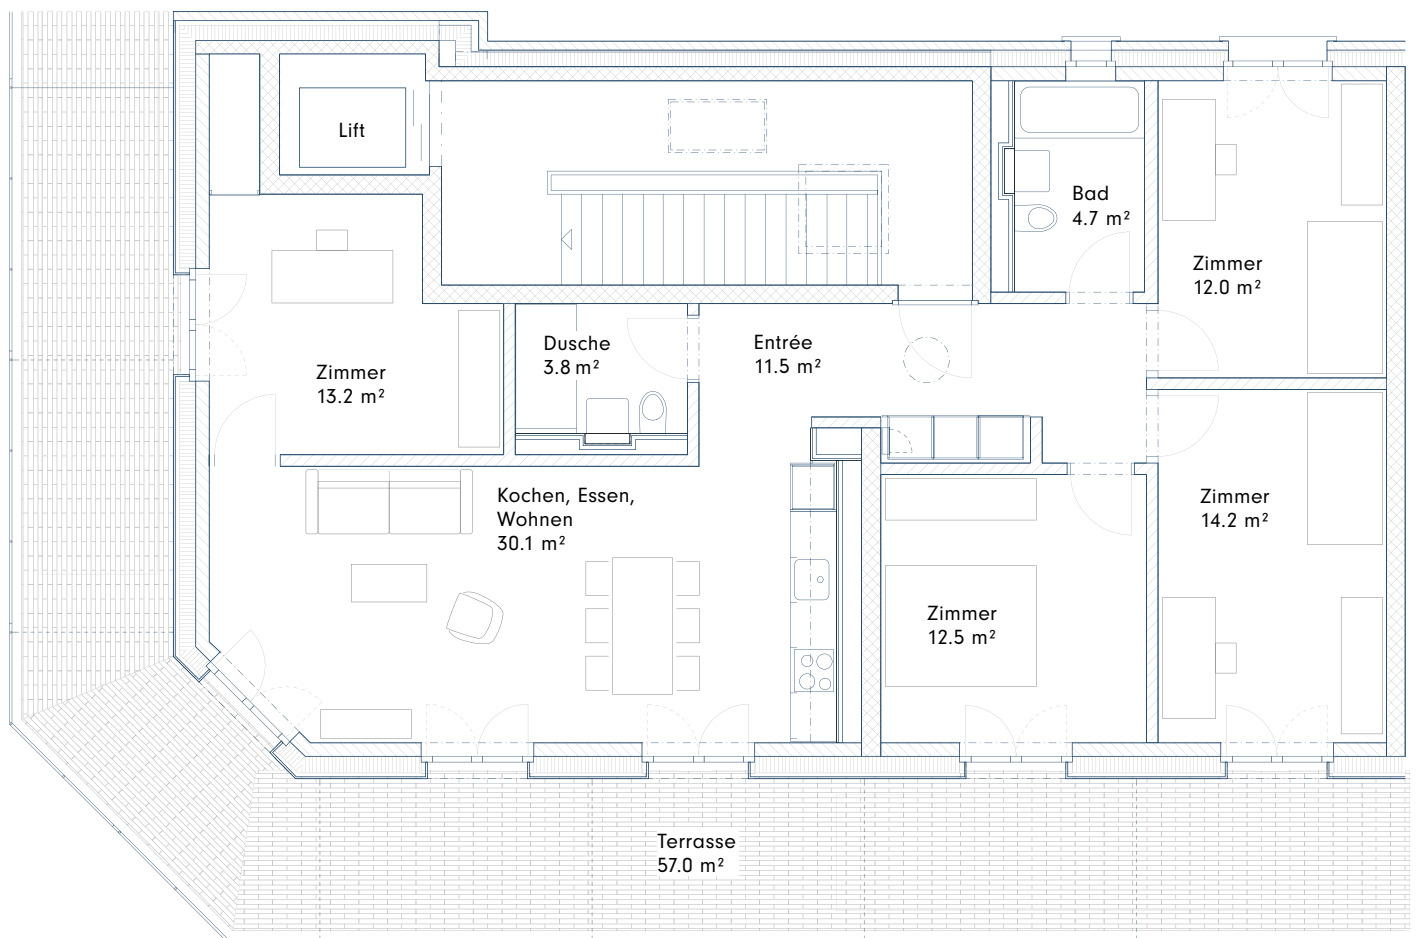 Lift
Bad
4.7 m²
Zimmer
12.0 m²
Dusche
3.8 m²
Entrée
11.5 m²
Zimmer
13.2 m²
Kochen, Essen,
Wohnen
30.1 m²
Zimmer
14.2 m²
Zimmer
12.5 m²
Terrasse
57.0 m²